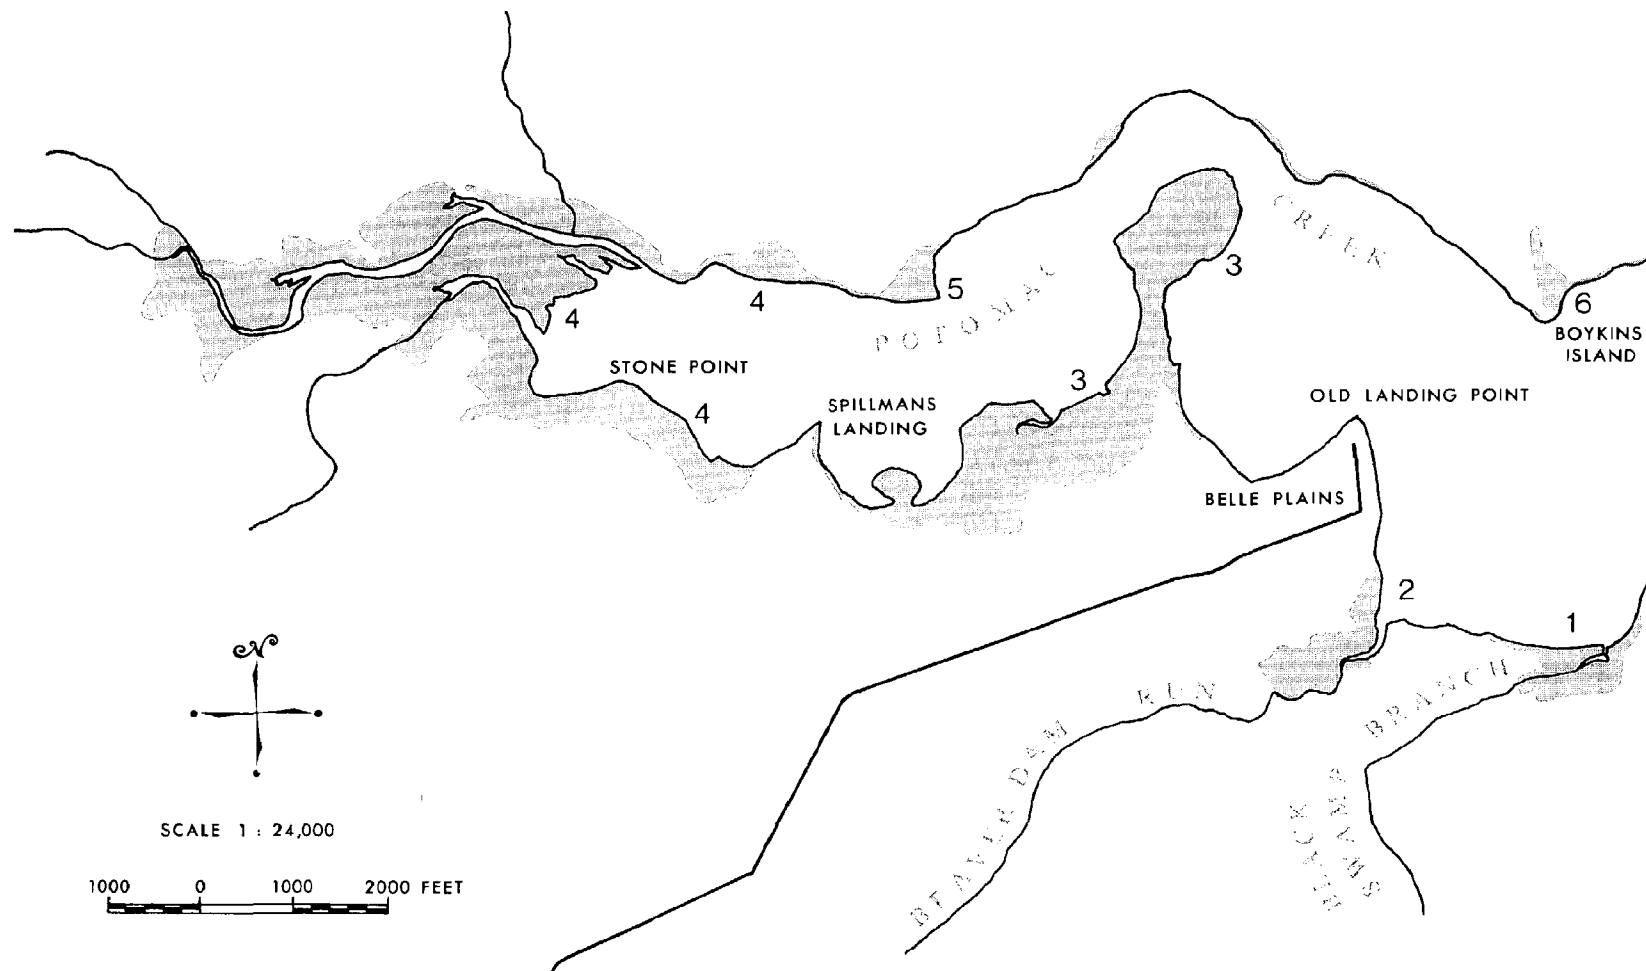 POTOMAC CREEK
3
4
5
6
BOYKINS
ISLAND
4
STONE POINT
3
OLD LANDING POINT
SPILLMANS
LANDING
4
BELLE PLAINS
2
1
N
BEAVER DAM RUN
BLACK
SWAMP
BRANCH
SCALE 1 : 24,000
1000 0 1000 2000 FEET